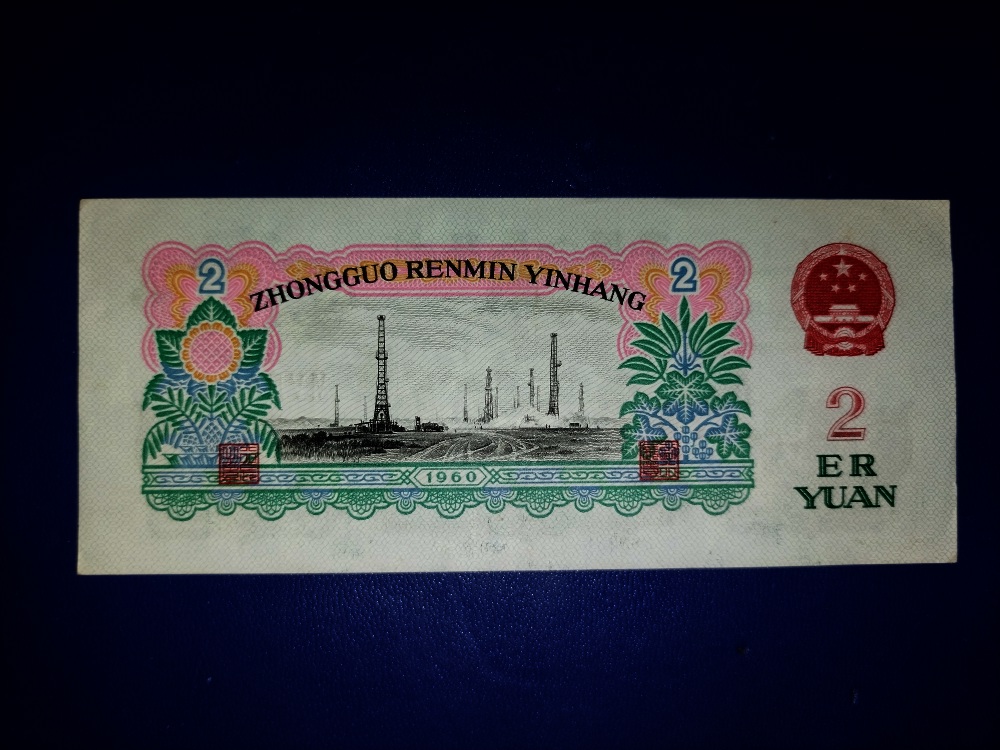 2
2
ZHONGGUO RENMIN YINHANG
1960
2
ER
YUAN